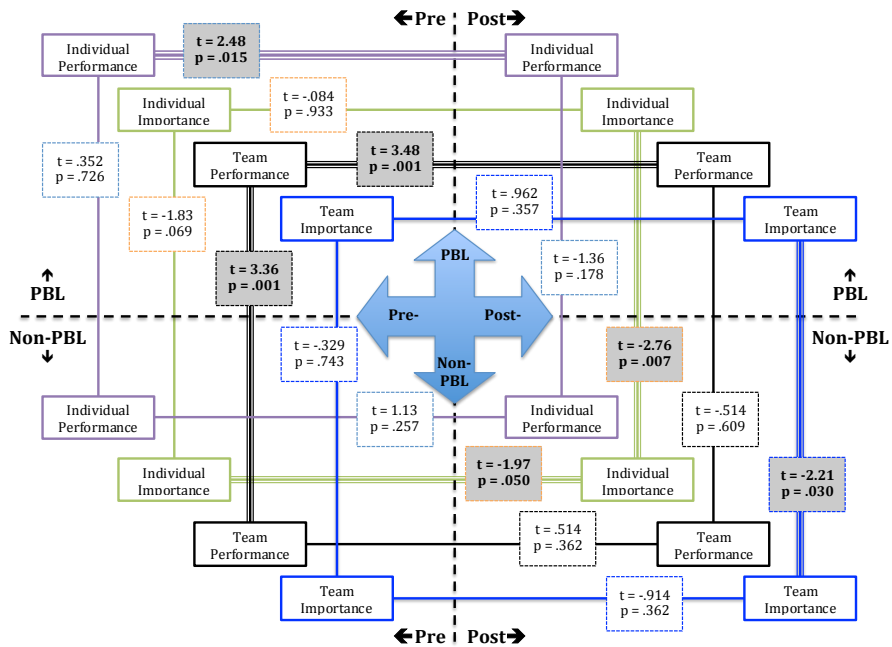 🡸Pre Post🡺
Individual
Performance
t = 2.48
p = .015
Individual
Performance
Individual
Importance
t = -.084
p = .933
Individual
Importance
t = .352
p = .726
Team
Performance
t = 3.48
p = .001
Team
Performance
t = -1.83
p = .069
Team
Importance
t = .962
p = .357
Team
Importance
t = 3.36
p = .001
PBL
t = -1.36
p = .178
🡹
PBL
🡹
PBL
Pre- Post-
Non-PBL
🡻
Non-PBL
🡻
t = -.329
p = .743
Non-
PBL
t = -2.76
p = .007
Individual
Performance
t = 1.13
p = .257
Individual
Performance
t = -.514
p = .609
Individual
Importance
t = -1.97
p = .050
Individual
Importance
t = -2.21
p = .030
Team
Performance
t = .514
p = .362
Team
Performance
Team
Importance
t = -.914
p = .362
Team
Importance
🡸Pre Post🡺